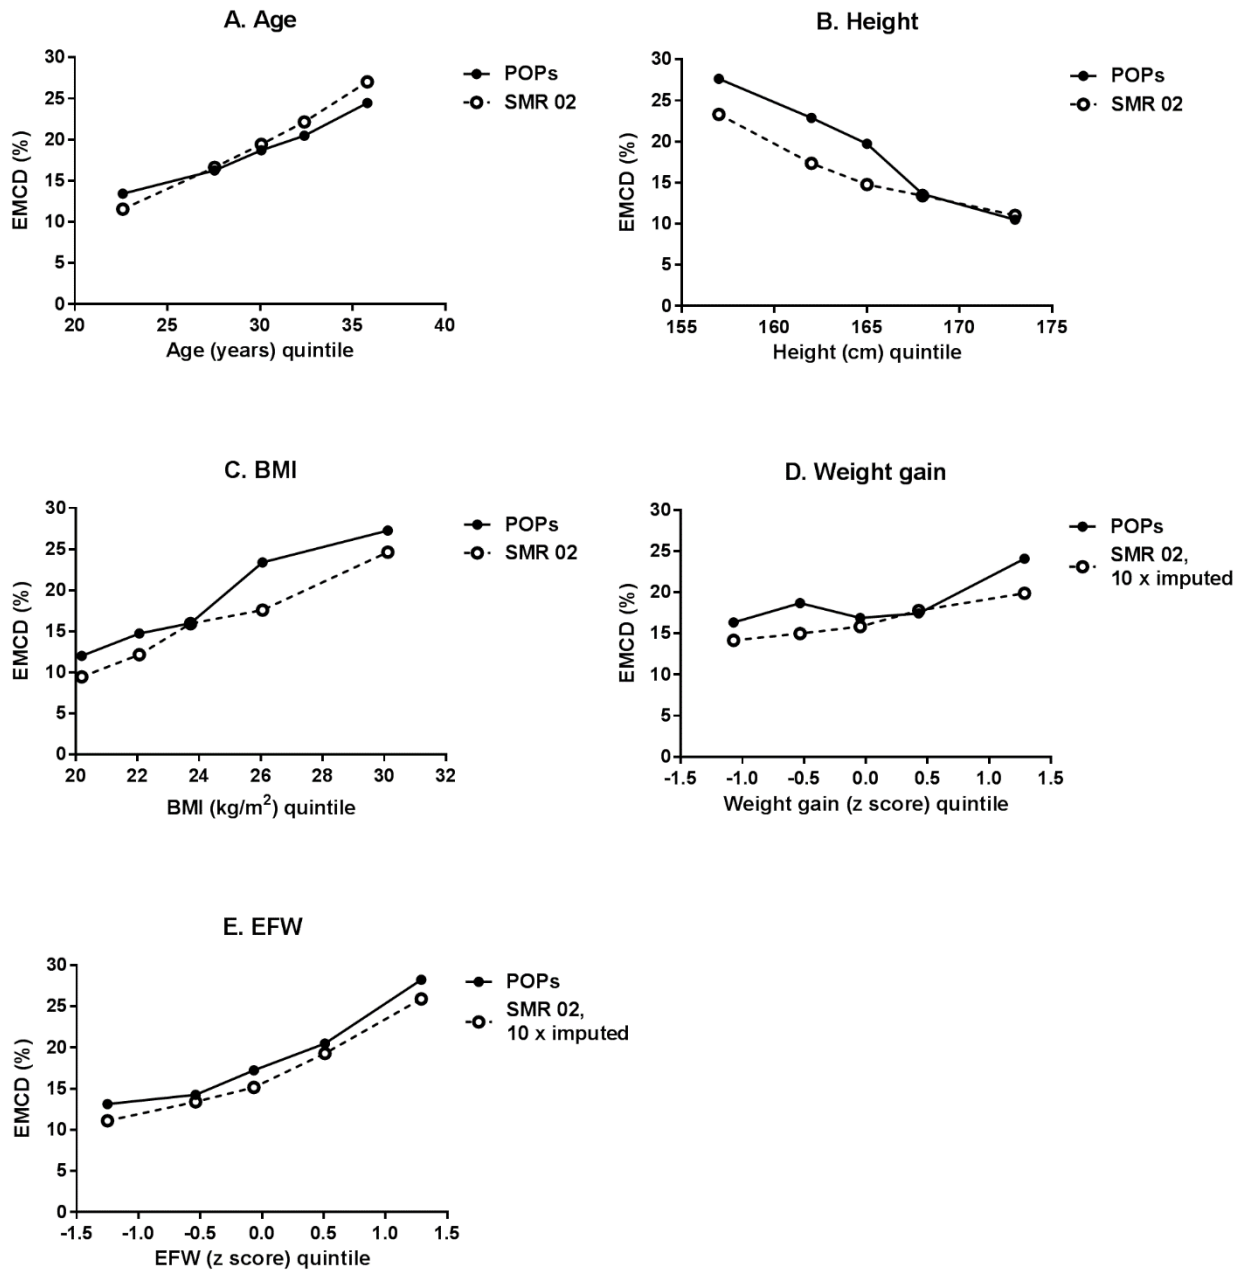 A. Age
30
25
20
15
10
5
0
EMCD (%)
20 25 30 35 40
Age (years) quintile
POPs
SMR 02
B. Height
30
25
20
15
10
5
0
EMCD (%)
155 160 165 170 175
Height (cm) quintile
POPs
SMR 02
C. BMI
30
25
20
15
10
5
0
EMCD (%)
20 22 24 26 28 30 32
BMI (kg/m²) quintile
POPs
SMR 02
D. Weight gain
30
25
20
15
10
5
0
EMCD (%)
-1.5 -1.0 -0.5 0.0 0.5 1.0 1.5
Weight gain (z score) quintile
POPs
SMR 02,
10 x imputed
E. EFW
30
25
20
15
10
5
0
EMCD (%)
-1.5 -1.0 -0.5 0.0 0.5 1.0 1.5
EFW (z score) quintile
POPs
SMR 02,
10 x imputed